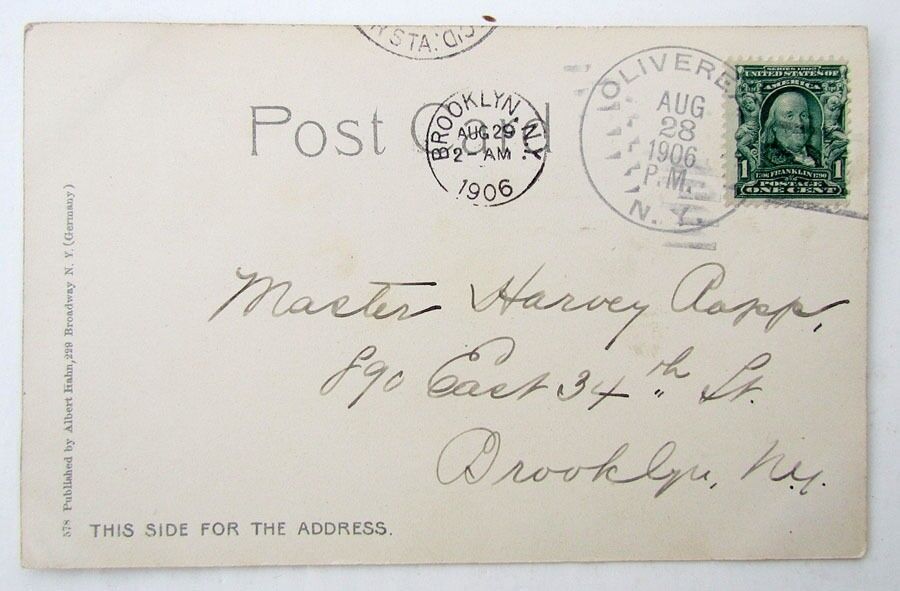 STA.
Post Card
BROOKLYN, N.Y.
AUG 29
2- AM
1906
OLIVEREA
AUG
28
1906
P.M.
N. Y.
SERIES 1902
UNITED STATES OF
AMERICA
1 1
1706 FRANKLIN 1790
POSTAGE
ONE CENT
Master Harvey Rapp,
890 East 34th St.
Brooklyn, N.Y.
578 Published by Albert Hahn, 299 Broadway N. Y. (Germany)
THIS SIDE FOR THE ADDRESS.